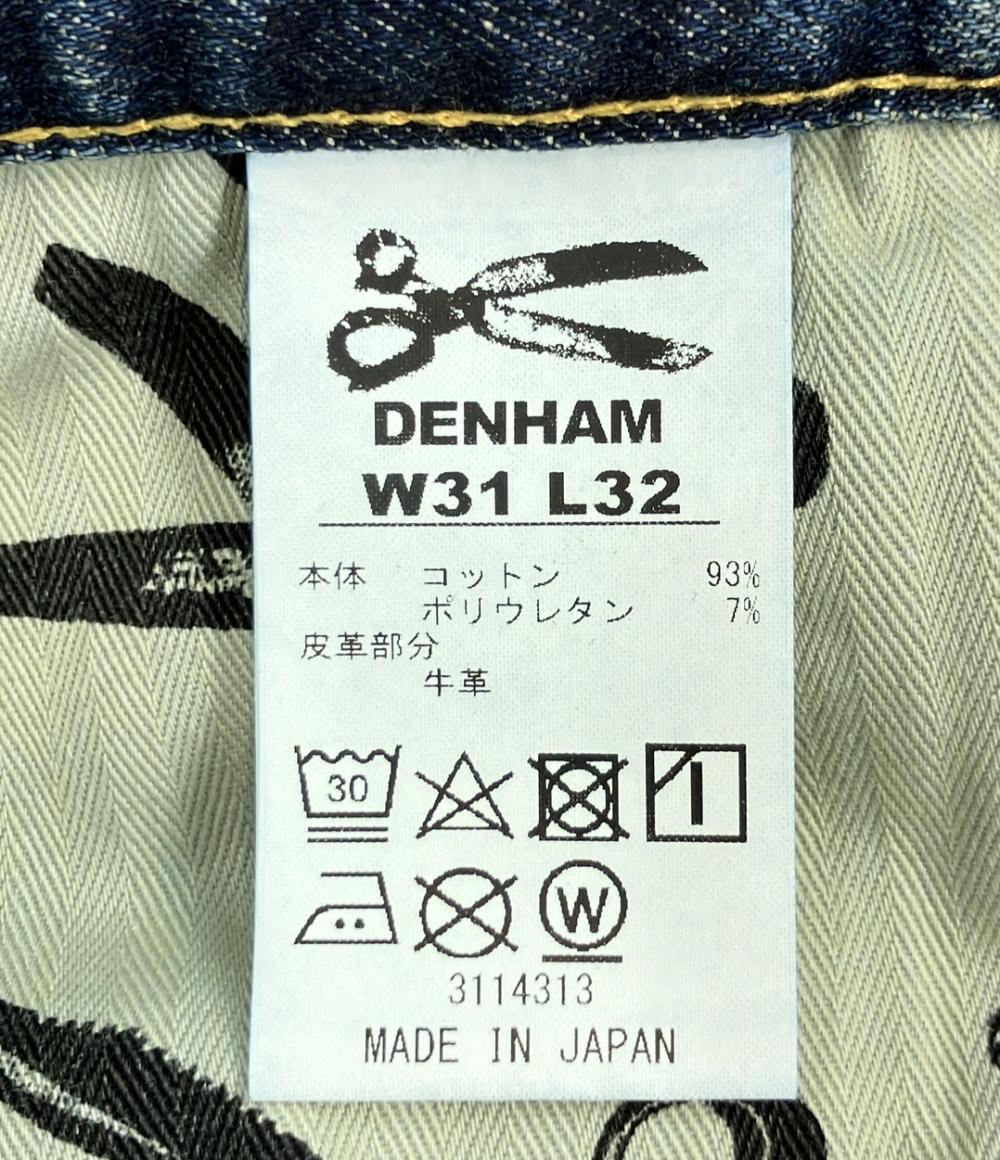 DENHAM
W31 L32
本体 コットン 93%
ポリウレタン 7%
皮革部分
牛革
30
W
3114313
MADE IN JAPAN